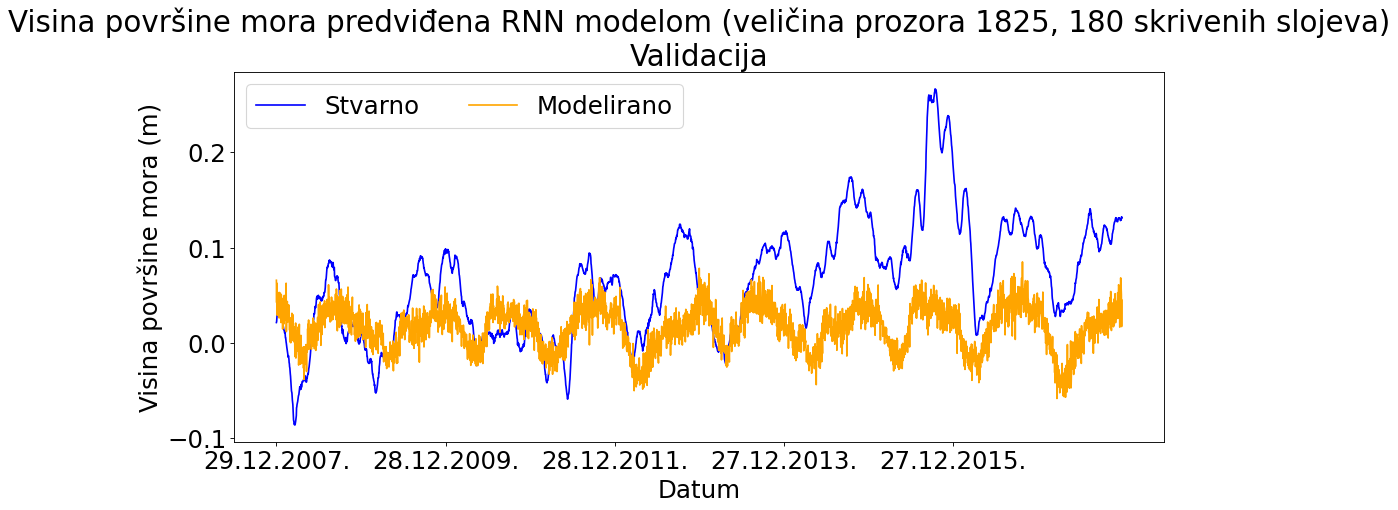 Visina površine mora predviđena RNN modelom (veličina prozora 1825, 180 skrivenih slojeva)
Validacija
Stvarno
Modelirano
Visina površine mora (m)
0.2
0.1
0.0
−0.1
29.12.2007.
28.12.2009.
28.12.2011.
27.12.2013.
27.12.2015.
Datum